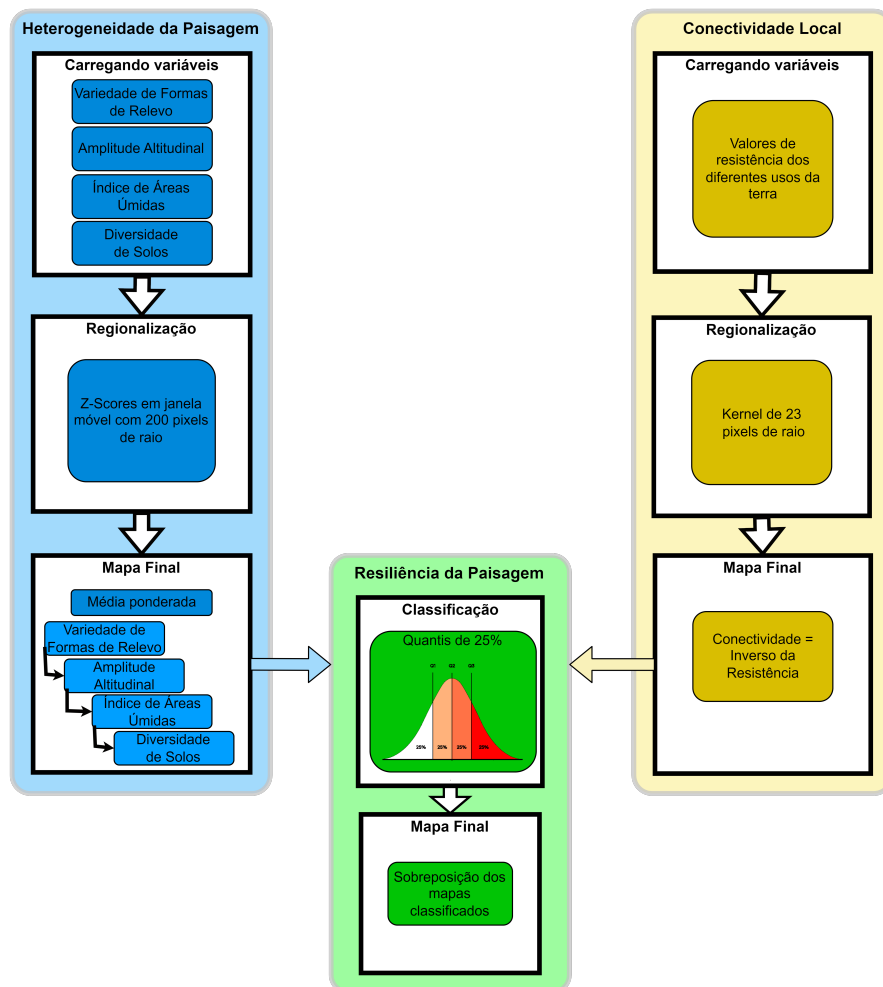 Heterogeneidade da Paisagem
Carregando variáveis
Variedade de Formas
de Relevo
Amplitude Altitudinal
Índice de Áreas
Úmidas
Diversidade
de Solos
Regionalização
Z-Scores em janela
móvel com 200 pixels
de raio
Mapa Final
Média ponderada
Variedade de
Formas de Relevo
Amplitude
Altitudinal
Índice de Áreas
Úmidas
Diversidade
de Solos
Conectividade Local
Carregando variáveis
Valores de
resistência dos
diferentes usos da
terra
Regionalização
Kernel de 23
pixels de raio
Mapa Final
Conectividade =
Inverso da
Resistência
Resiliência da Paisagem
Classificação
Quantis de 25%
Q1 Q2 Q3
25% 25% 25% 25%
Mapa Final
Sobreposição dos
mapas
classificados